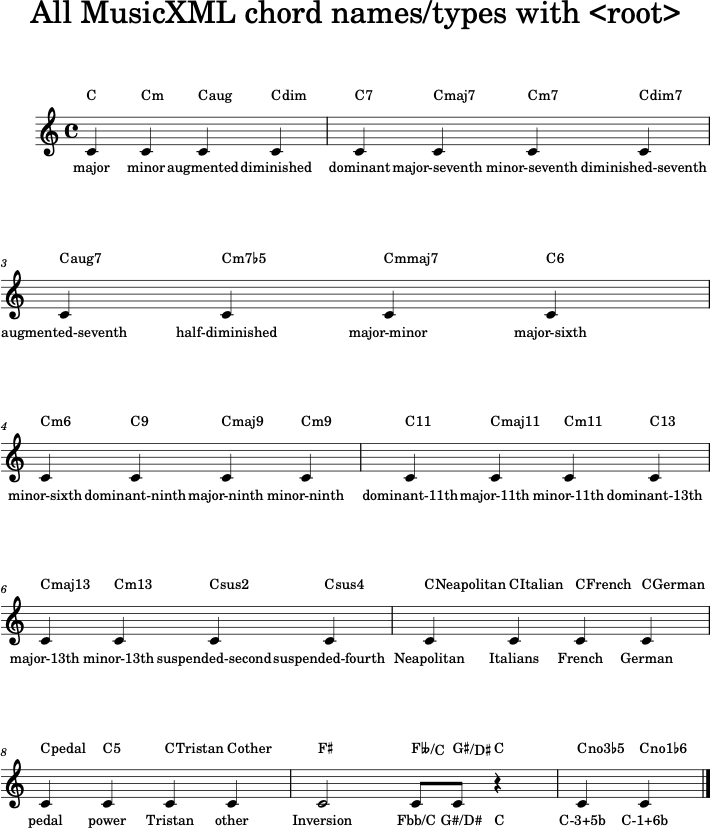 All MusicXML chord names/types with <root>
C Cm Caug Cdim C7 Cmaj7 Cm7 Cdim7
major minor augmented diminished dominant major-seventh minor-seventh diminished-seventh
3 Caug7 Cm7♭5 Cmmaj7 C6
augmented-seventh half-diminished major-minor major-sixth
4 Cm6 C9 Cmaj9 Cm9 C11 Cmaj11 Cm11 C13
minor-sixth dominant-ninth major-ninth minor-ninth dominant-11th major-11th minor-11th dominant-13th
6 Cmaj13 Cm13 Csus2 Csus4 CNeapolitan CItalian CFrench CGerman
major-13th minor-13th suspended-second suspended-fourth Neapolitan Italians French German
8 Cpedal C5 CTristan Cother F♯ F𝄫/C G♯/D♯ C Cno3♭5 Cno1♭6
pedal power Tristan other Inversion Fbb/C G#/D# C C-3+5b C-1+6b